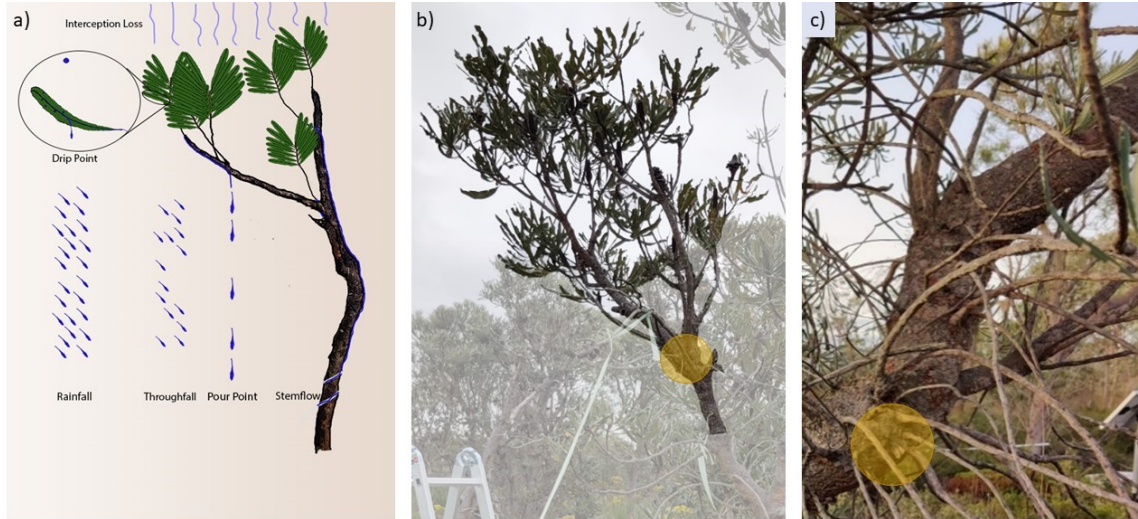 a)
Interception Loss
Drip Point
Rainfall
Throughfall
Pour Point
Stemflow
b)
c)